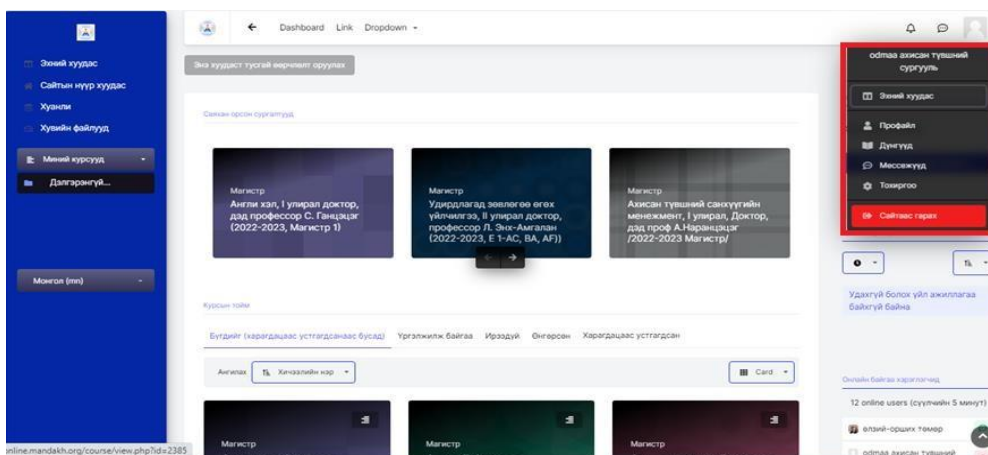 Dashboard Link Dropdown
Эхний хуудас
Сайтын нүүр хуудас
Хуанли
Хувийн файлууд
Миний курсууд
Дэлгэрэнгүй...
Монгол (mn)
Энэ хуудаст тусгай өөрчлөлт оруулах
Саяхан орсон сургалтууд
Магистр
Англи хэл, I улирал доктор,
дэд профессор С. Ганцэцэг
(2022-2023, Магистр 1)
Магистр
Удирдлагад зөвлөгөө өгөх
үйлчилгээ, II улирал доктор,
профессор Л. Энх-Амгалан
(2022-2023, E 1-AC, BA, AF))
Магистр
Ахисан түвшний санхүүгийн
менежмент, I улирал, Доктор,
дэд проф А.Наранцэцэг
/2022-2023 Магистр/
Курсын тойм
Бүгдийг (харагдацаас устгагдсанаас бусад) Үргэлжилж байгаа Ирээдүй Өнгөрсөн Харагдацаас устгагдсан
Ангилах Хичээлийн нэр Card
Магистр
Магистр
Магистр
odmaa ахисан түвшний
сургууль
Эхний хуудас
Профайл
Дүнгүүд
Мессежүүд
Тохиргоо
Сайтаас гарах
Удахгүй болох үйл ажиллагаа
байхгүй байна
Онлайн байгаа хэрэглэгчид
12 online users (сүүлчийн 5 минут)
өлзий-орших төмөр
odmaa ахисан түвшний
online.mandakh.org/course/view.php?id=2385